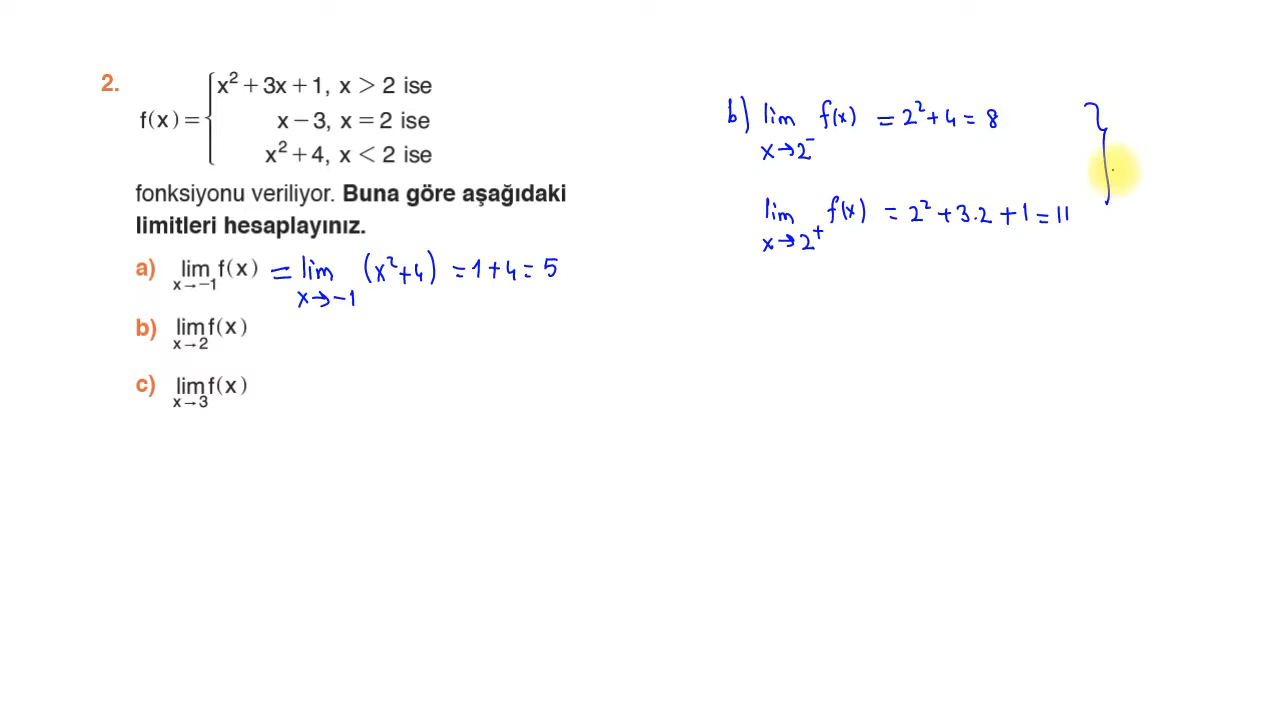 2.
f(x) = { x² + 3x + 1, x > 2 ise
x − 3, x = 2 ise
x² + 4, x < 2 ise
fonksiyonu veriliyor. Buna göre aşağıdaki
limitleri hesaplayınız.
a) lim f(x) = lim (x²+4) = 1+4 = 5
x→−1 x→−1
b) lim f(x)
x→2
c) lim f(x)
x→3
b) lim f(x) = 2²+4 = 8
x→2⁻
lim f(x) = 2²+3.2+1 = 11
x→2⁺